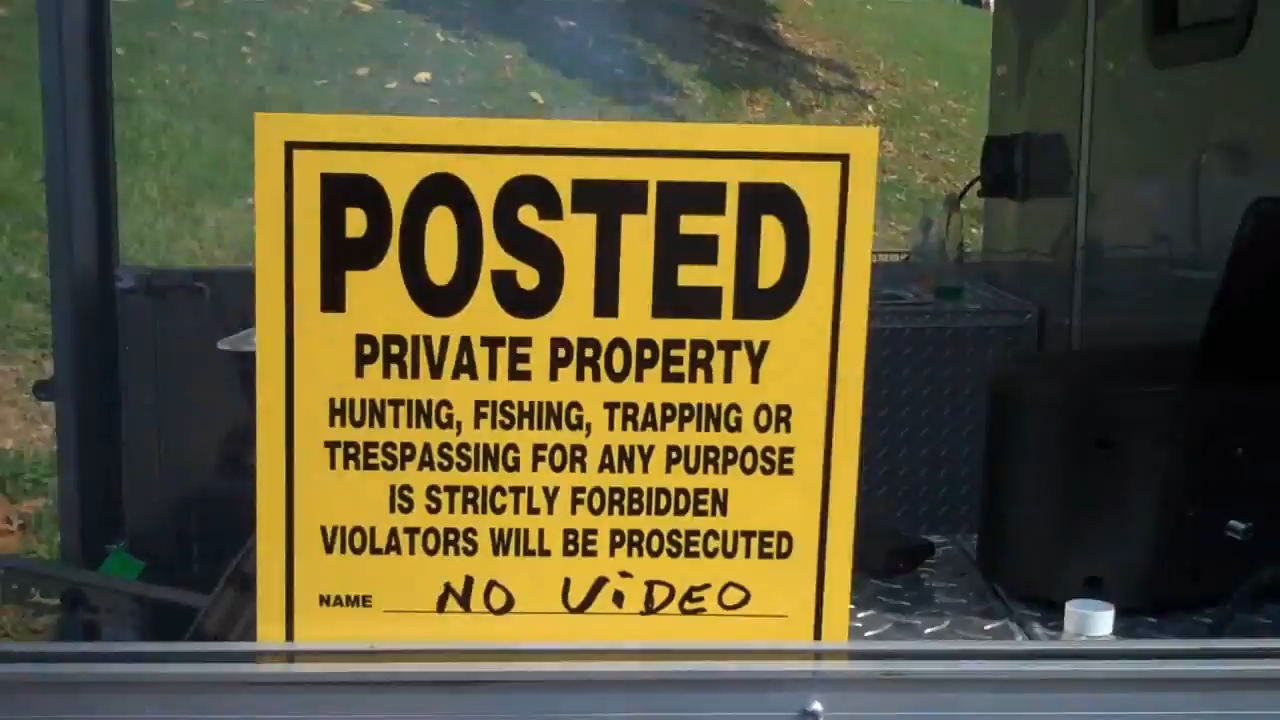 POSTED
PRIVATE PROPERTY
HUNTING, FISHING, TRAPPING OR
TRESPASSING FOR ANY PURPOSE
IS STRICTLY FORBIDDEN
VIOLATORS WILL BE PROSECUTED
NAME NO ViDEO